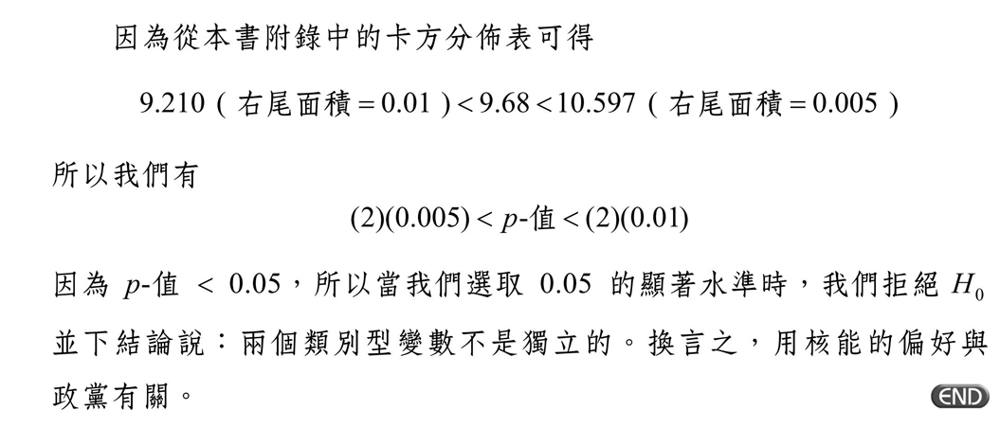 因為從本書附錄中的卡方分佈表可得
9.210 ( 右尾面積 = 0.01 ) < 9.68 < 10.597 ( 右尾面積 = 0.005 )
所以我們有
(2)(0.005) < p-值 < (2)(0.01)
因為 p-值 < 0.05,所以當我們選取 0.05 的顯著水準時,我們拒絕 H₀
並下結論說:兩個類別型變數不是獨立的。換言之,用核能的偏好與
政黨有關。
END